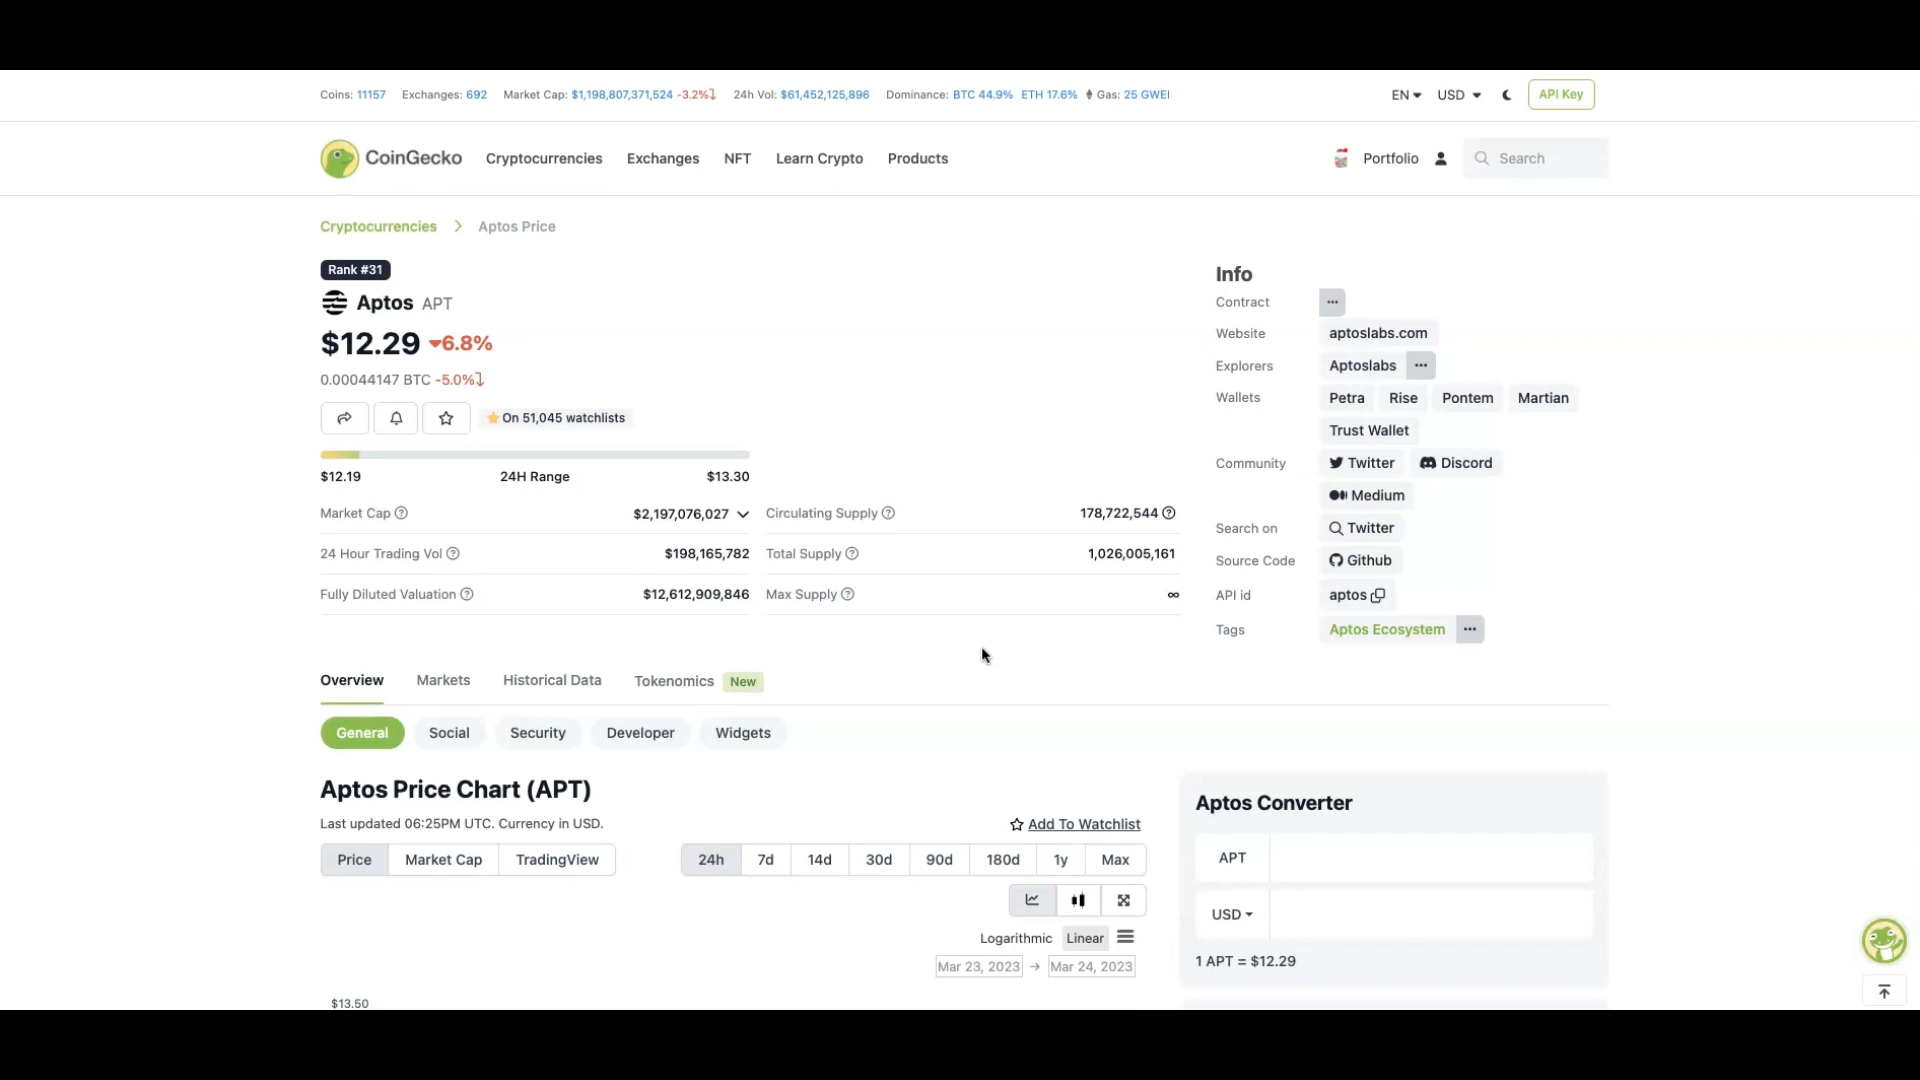 Coins: 11157 Exchanges: 692 Market Cap: $1,198,807,371,524 -3.2% 24h Vol: $61,452,125,896 Dominance: BTC 44.9% ETH 17.6% Gas: 25 GWEI EN USD API Key
CoinGecko Cryptocurrencies Exchanges NFT Learn Crypto Products Portfolio Search
Cryptocurrencies Aptos Price
Rank #31
Aptos APT
$12.29 6.8%
0.00044147 BTC -5.0%
On 51,045 watchlists
$12.19 24H Range $13.30
Market Cap $2,197,076,027 Circulating Supply 178,722,544
24 Hour Trading Vol $198,165,782 Total Supply 1,026,005,161
Fully Diluted Valuation $12,612,909,846 Max Supply ∞
Info
Contract ...
Website aptoslabs.com
Explorers Aptoslabs ...
Wallets Petra Rise Pontem Martian
Trust Wallet
Community Twitter Discord
Medium
Search on Twitter
Source Code Github
API id aptos
Tags Aptos Ecosystem ...
Overview Markets Historical Data Tokenomics New
General Social Security Developer Widgets
Aptos Price Chart (APT)
Last updated 06:25PM UTC. Currency in USD. Add To Watchlist
Price Market Cap TradingView 24h 7d 14d 30d 90d 180d 1y Max
Logarithmic Linear
Mar 23, 2023 → Mar 24, 2023
$13.50
Aptos Converter
APT
USD
1 APT = $12.29